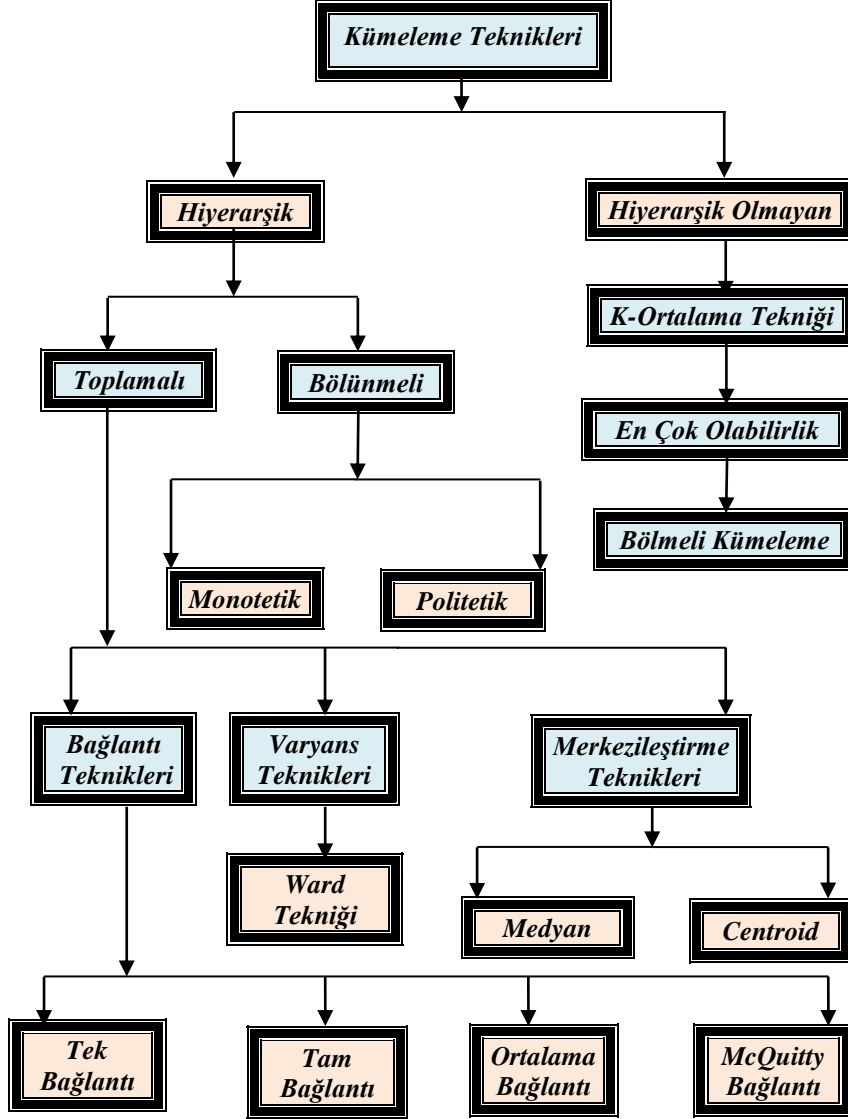 Kümeleme Teknikleri
Hiyerarşik
Hiyerarşik Olmayan
K-Ortalama Tekniği
Toplamalı
Bölünmeli
En Çok Olabilirlik
Bölmeli Kümeleme
Monotetik
Politetik
Bağlantı
Teknikleri
Varyans
Teknikleri
Merkezileştirme
Teknikleri
Ward
Tekniği
Medyan
Centroid
Tek
Bağlantı
Tam
Bağlantı
Ortalama
Bağlantı
McQuitty
Bağlantı